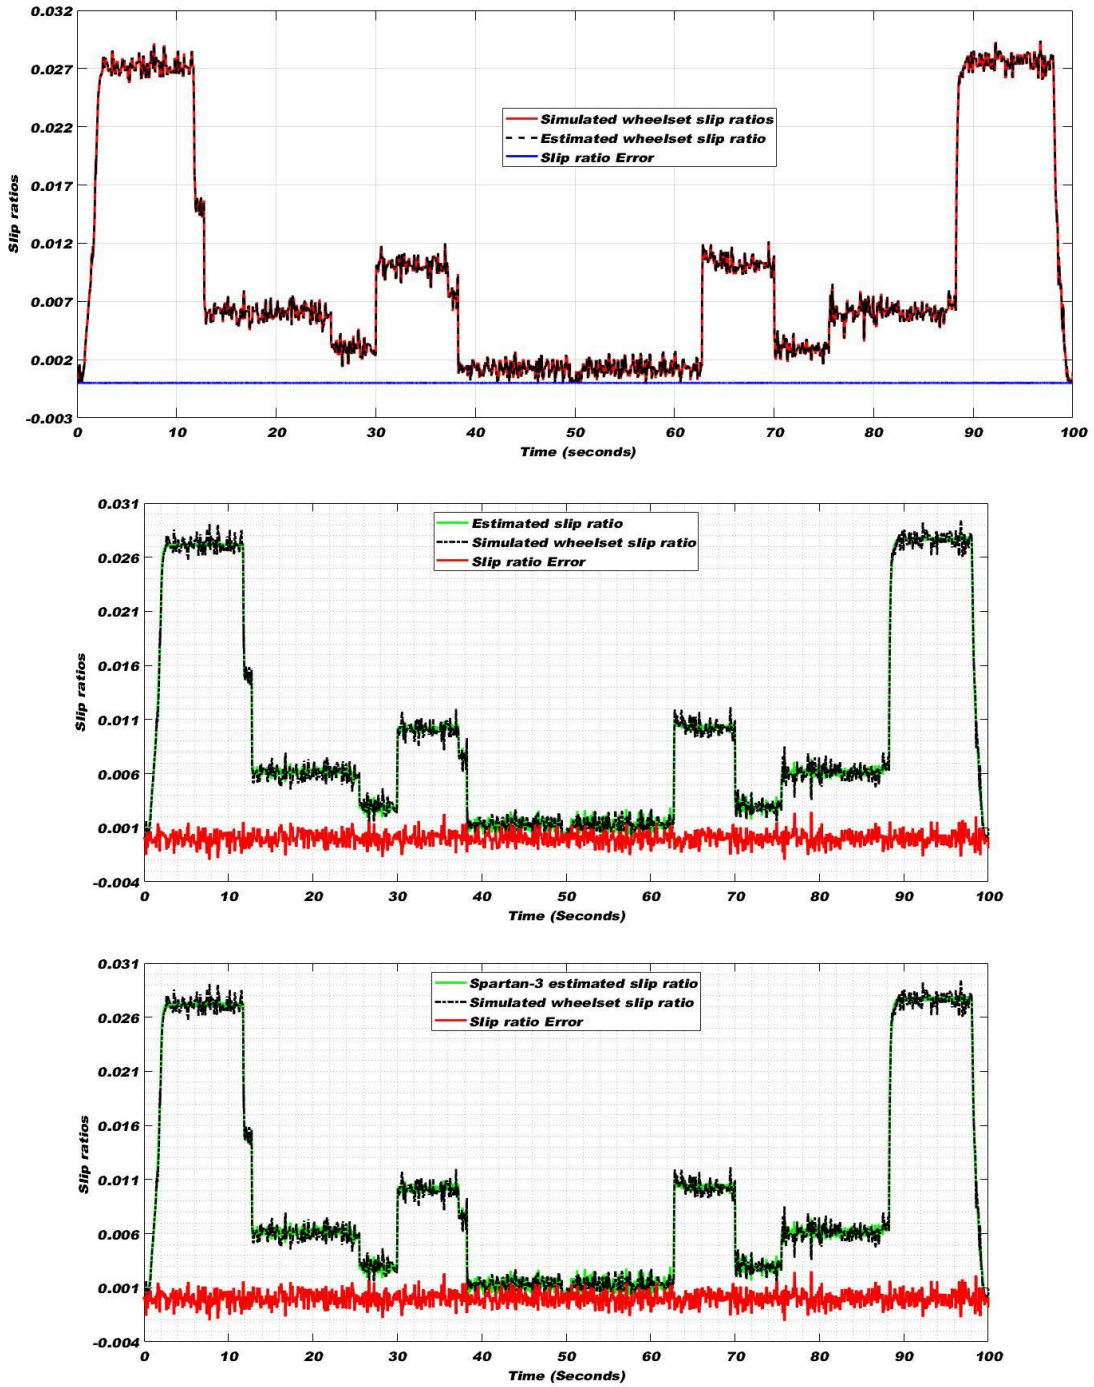 0.032
0.027
0.022
0.017
0.012
0.007
0.002
-0.003
Slip ratios
Simulated wheelset slip ratios
Estimated wheelset slip ratio
Slip ratio Error
0 10 20 30 40 50 60 70 80 90 100
Time (seconds)
0.031
0.026
0.021
0.016
0.011
0.006
0.001
-0.004
Slip ratios
Estimated slip ratio
Simulated wheelset slip ratio
Slip ratio Error
0 10 20 30 40 50 60 70 80 90 100
Time (Seconds)
0.031
0.026
0.021
0.016
0.011
0.006
0.001
-0.004
Slip ratios
Spartan-3 estimated slip ratio
Simulated wheelset slip ratio
Slip ratio Error
0 10 20 30 40 50 60 70 80 90 100
Time (Seconds)